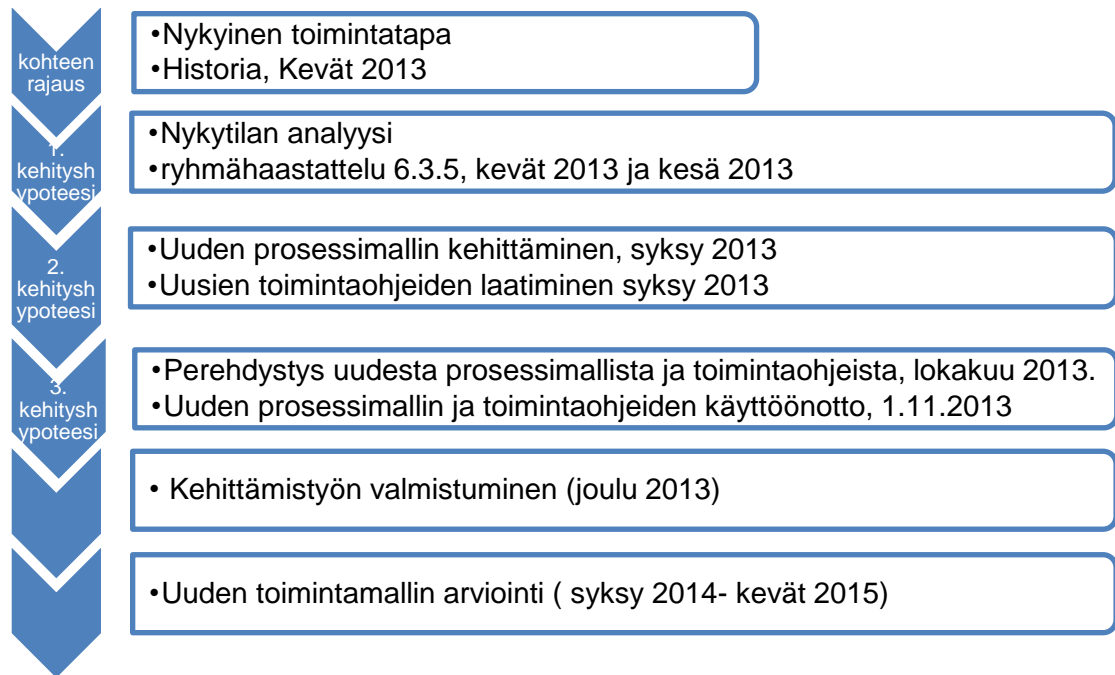 kohteen
rajaus
•Nykyinen toimintatapa
•Historia, Kevät 2013
1.
kehitysh
ypoteesi
•Nykytilan analyysi
•ryhmähaastattelu 6.3.5, kevät 2013 ja kesä 2013
2.
kehitysh
ypoteesi
•Uuden prosessimallin kehittäminen, syksy 2013
•Uusien toimintaohjeiden laatiminen syksy 2013
3.
kehitysh
ypoteesi
•Perehdystys uudesta prosessimallista ja toimintaohjeista, lokakuu 2013.
•Uuden prosessimallin ja toimintaohjeiden käyttöönotto, 1.11.2013
• Kehittämistyön valmistuminen (joulu 2013)
•Uuden toimintamallin arviointi ( syksy 2014- kevät 2015)